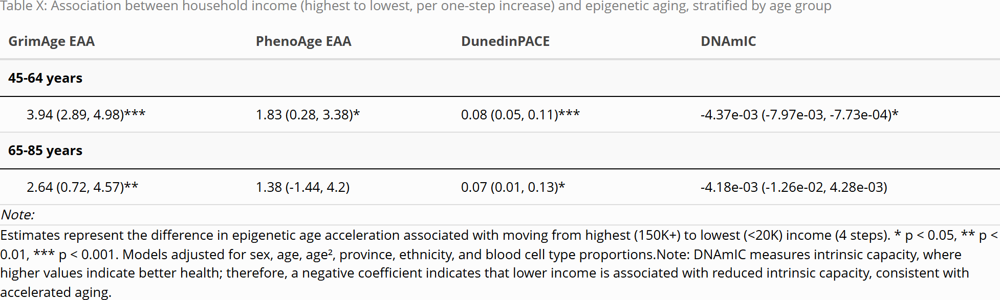 Table X: Association between household income (highest to lowest, per one-step increase) and epigenetic aging, stratified by age group
GrimAge EAA PhenoAge EAA DunedinPACE DNAmIC
45-64 years
3.94 (2.89, 4.98)*** 1.83 (0.28, 3.38)* 0.08 (0.05, 0.11)*** -4.37e-03 (-7.97e-03, -7.73e-04)*
65-85 years
2.64 (0.72, 4.57)** 1.38 (-1.44, 4.2) 0.07 (0.01, 0.13)* -4.18e-03 (-1.26e-02, 4.28e-03)
Note:
Estimates represent the difference in epigenetic age acceleration associated with moving from highest (150K+) to lowest (<20K) income (4 steps). * p < 0.05, ** p <
0.01, *** p < 0.001. Models adjusted for sex, age, age², province, ethnicity, and blood cell type proportions.Note: DNAmIC measures intrinsic capacity, where
higher values indicate better health; therefore, a negative coefficient indicates that lower income is associated with reduced intrinsic capacity, consistent with
accelerated aging.